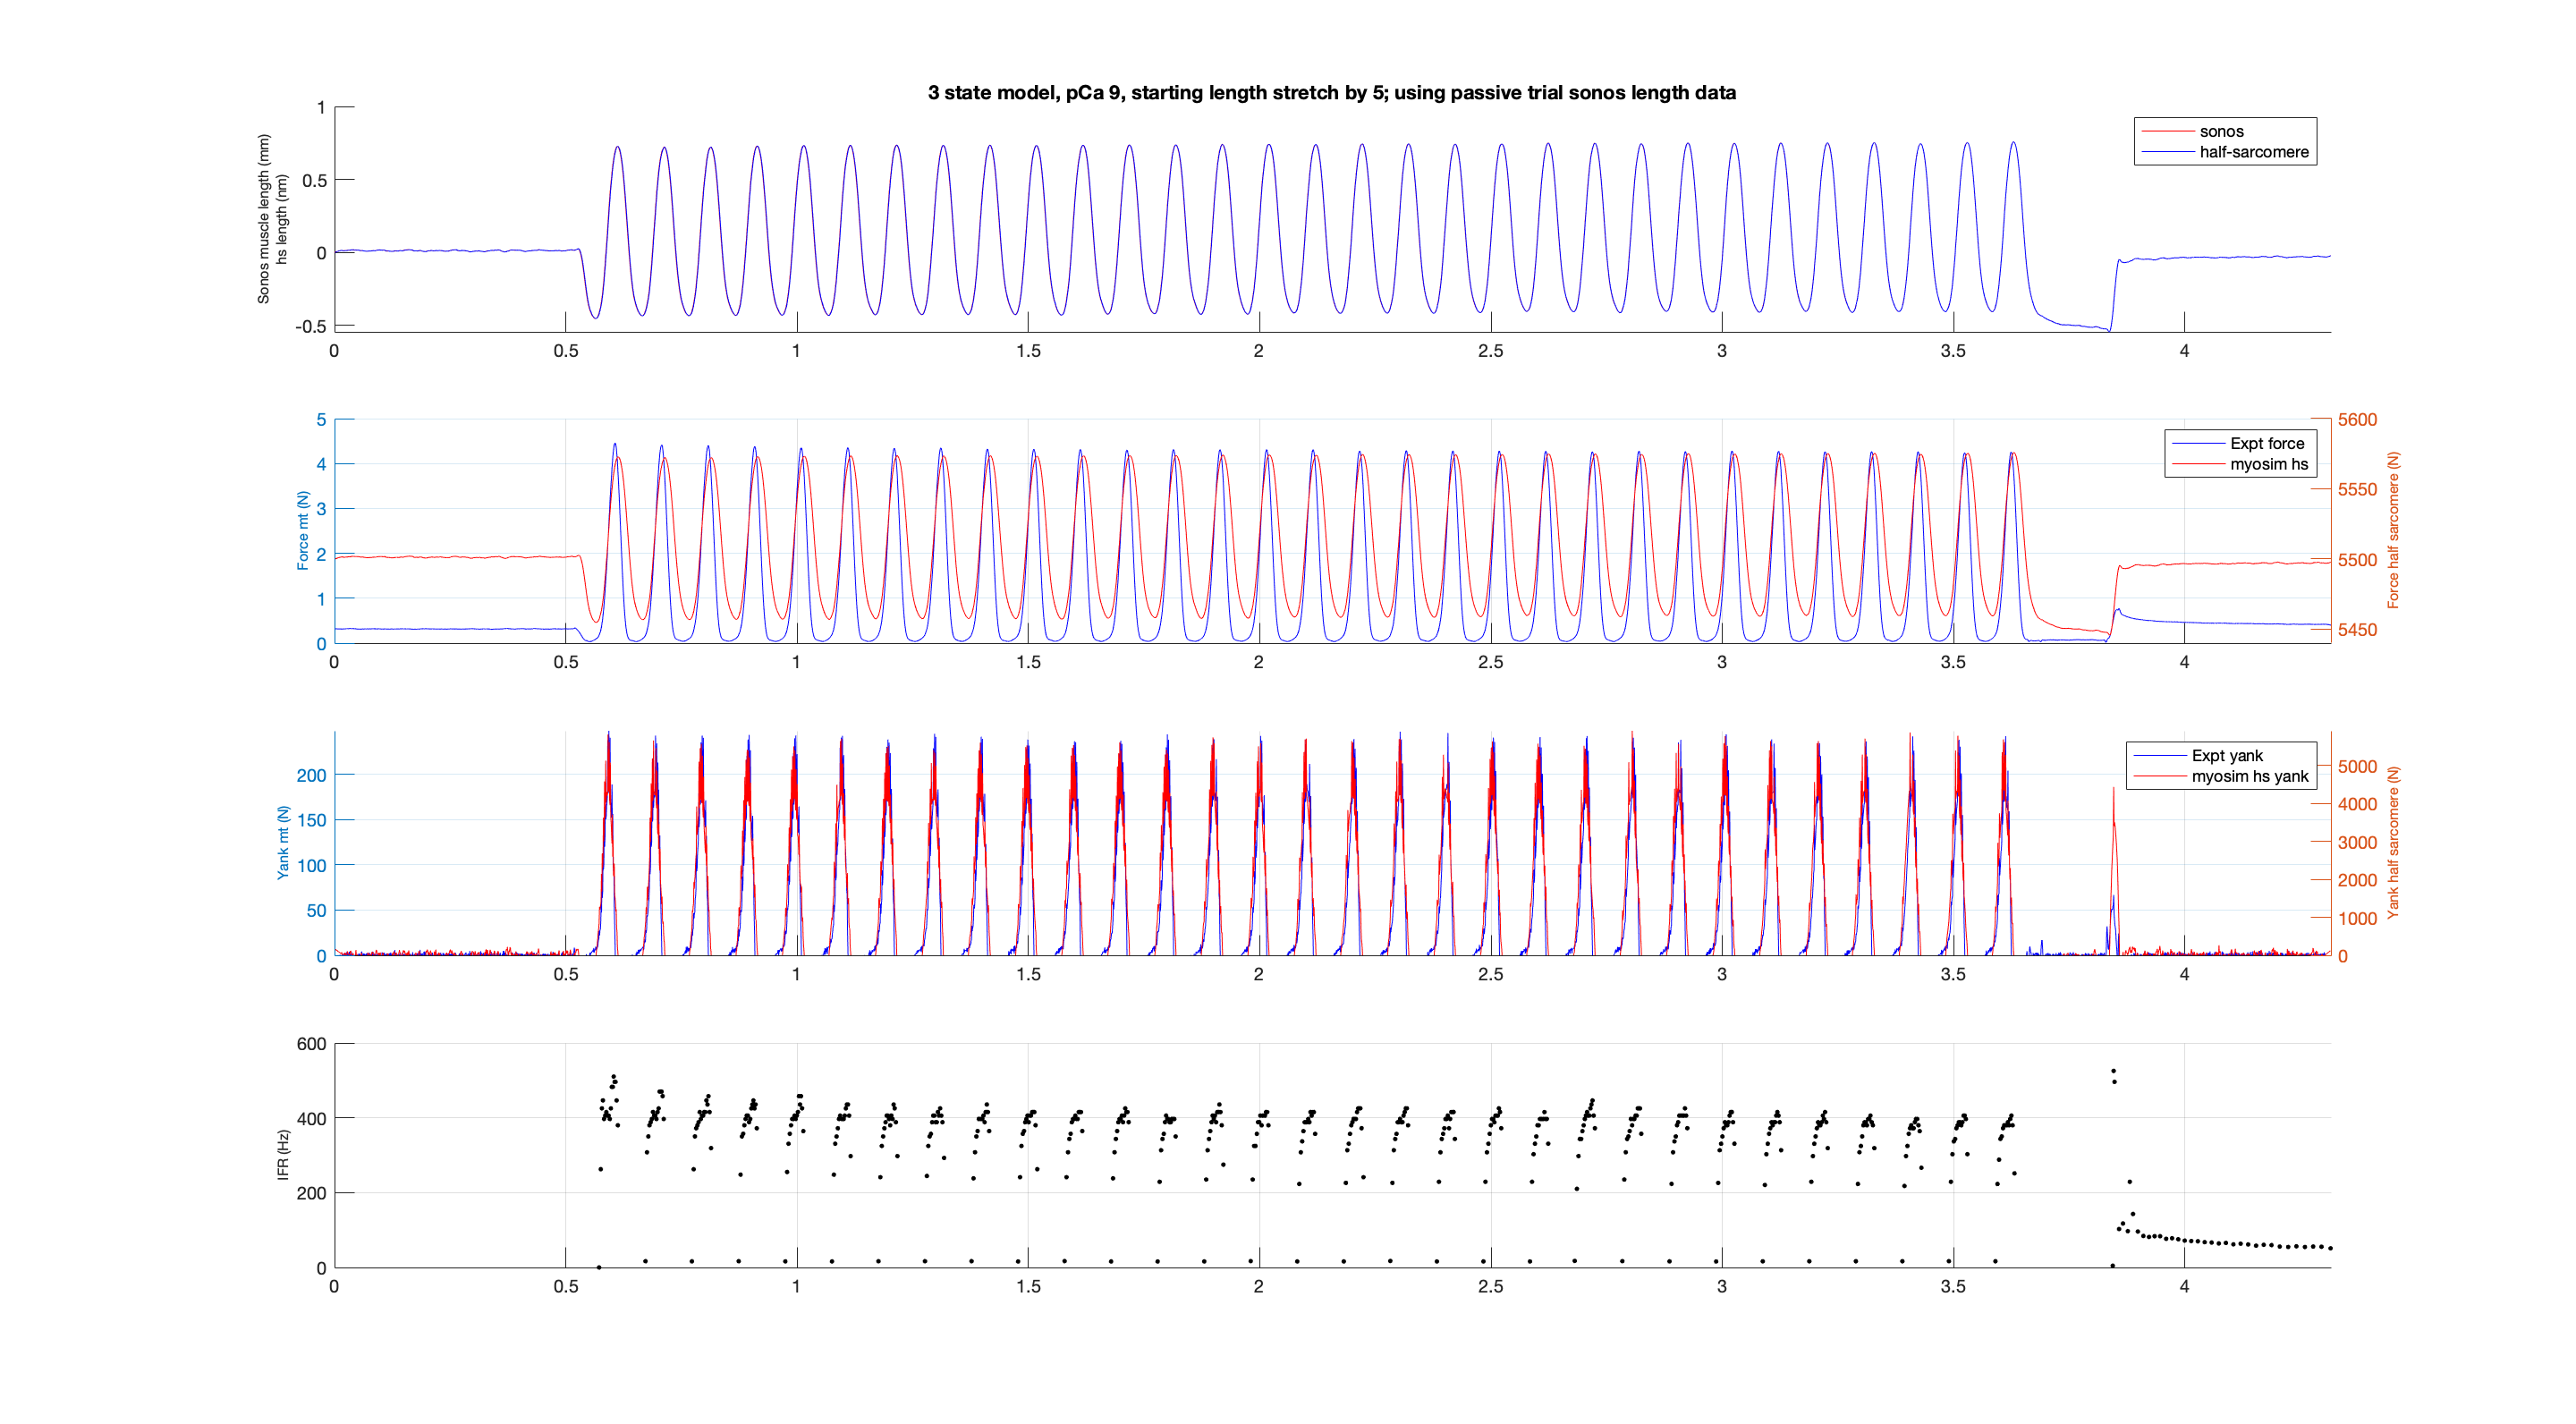 3 state model, pCa 9, starting length stretch by 5; using passive trial sonos length data
Sonos muscle length (mm)
hs length (nm)
1
0.5
0
-0.5
sonos
half-sarcomere
0 0.5 1 1.5 2 2.5 3 3.5 4
Force mt (N)
5
4
3
2
1
0
Expt force
myosim hs
5600
5550
5500
5450
Force half sarcomere (N)
0 0.5 1 1.5 2 2.5 3 3.5 4
Yank mt (N)
200
150
100
50
0
Expt yank
myosim hs yank
5000
4000
3000
2000
1000
0
Yank half sarcomere (N)
0 0.5 1 1.5 2 2.5 3 3.5 4
IFR (Hz)
600
400
200
0
0 0.5 1 1.5 2 2.5 3 3.5 4